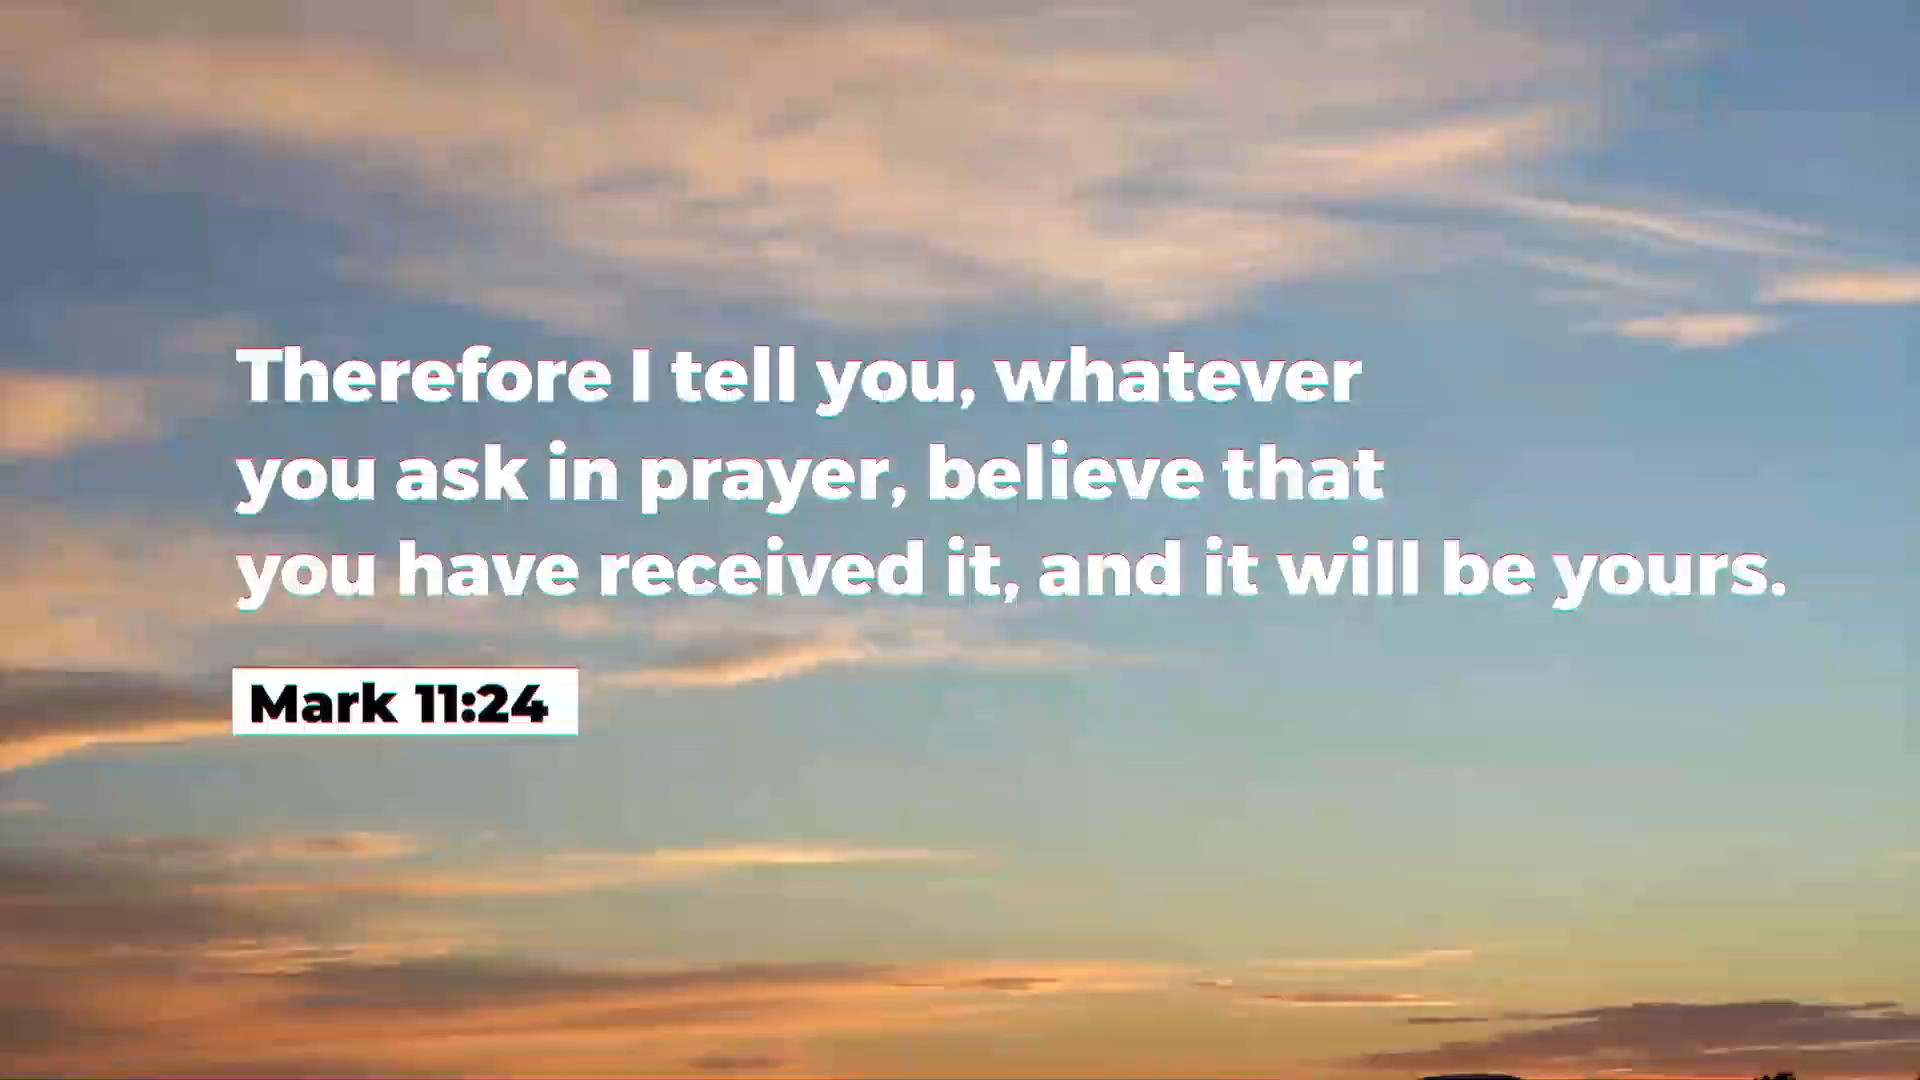 Therefore I tell you, whatever
you ask in prayer, believe that
you have received it, and it will be yours.
Mark 11:24